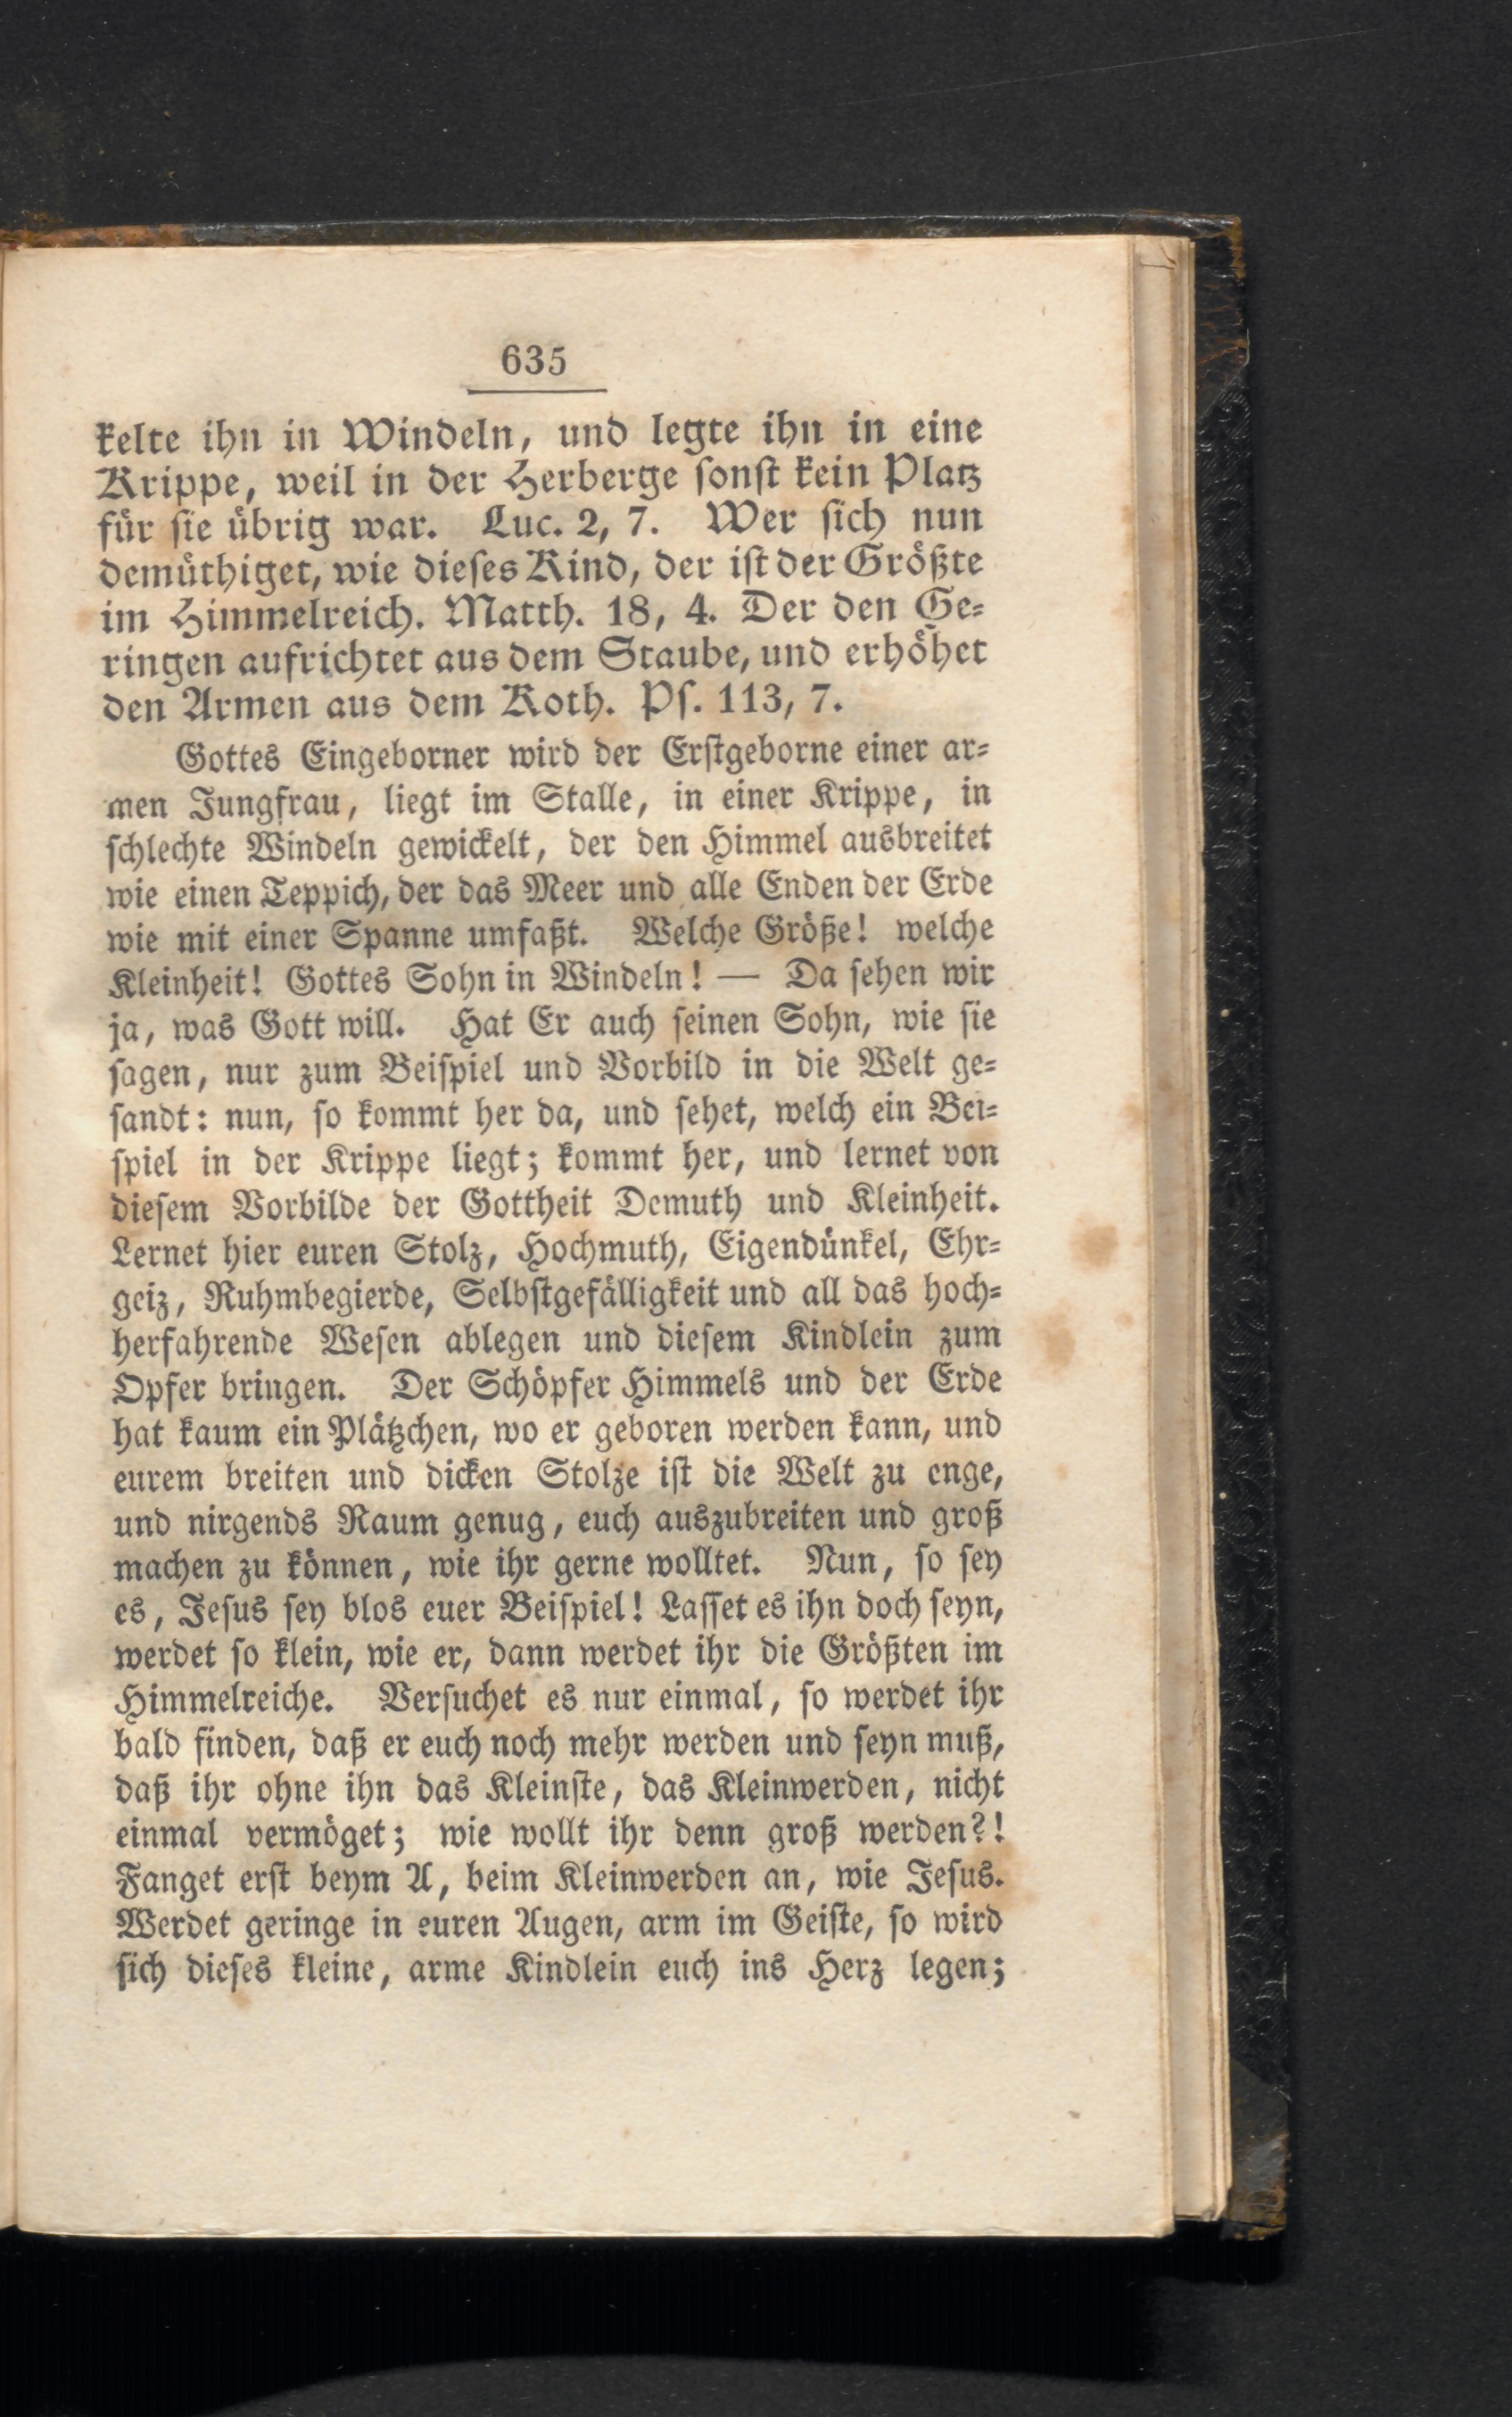 635
kelte ihn in Windeln, und legte ihn in eine
Krippe, weil in der Herberge sonst kein Platz
für sie übrig war. Luc. 2, 7. Wer sich nun
demüthiget, wie dieses Kind, der ist der Größte
im Himmelreich. Matth. 18, 4. Der den Ge-
ringen aufrichtet aus dem Staube, und erhöhet
den Armen aus dem Koth. Ps. 113, 7.
Gottes Eingeborner wird der Erstgeborne einer ar-
men Jungfrau, liegt im Stalle, in einer Krippe, in
schlechte Windeln gewickelt, der den Himmel ausbreitet
wie einen Teppich, der das Meer und alle Enden der Erde
wie mit einer Spanne umfaßt. Welche Größe! welche
Kleinheit! Gottes Sohn in Windeln! — Da sehen wir
ja, was Gott will. Hat Er auch seinen Sohn, wie sie
sagen, nur zum Beispiel und Vorbild in die Welt ge-
sandt: nun, so kommt her da, und sehet, welch ein Bei-
spiel in der Krippe liegt; kommt her, und lernet von
diesem Vorbilde der Gottheit Demuth und Kleinheit.
Lernet hier euren Stolz, Hochmuth, Eigendünkel, Ehr-
geiz, Ruhmbegierde, Selbstgefälligkeit und all das hoch-
herfahrende Wesen ablegen und diesem Kindlein zum
Opfer bringen. Der Schöpfer Himmels und der Erde
hat kaum ein Plätzchen, wo er geboren werden kann, und
eurem breiten und dicken Stolze ist die Welt zu enge,
und nirgends Raum genug, euch auszubreiten und groß
machen zu können, wie ihr gerne wolltet. Nun, so sey
es, Jesus sey blos euer Beispiel! Lasset es ihn doch seyn,
werdet so klein, wie er, dann werdet ihr die Größten im
Himmelreiche. Versuchet es nur einmal, so werdet ihr
bald finden, daß er euch noch mehr werden und seyn muß,
daß ihr ohne ihn das Kleinste, das Kleinwerden, nicht
einmal vermöget; wie wollt ihr denn groß werden?!
Fanget erst beym A, beim Kleinwerden an, wie Jesus.
Werdet geringe in euren Augen, arm im Geiste, so wird
sich dieses kleine, arme Kindlein euch ins Herz legen;